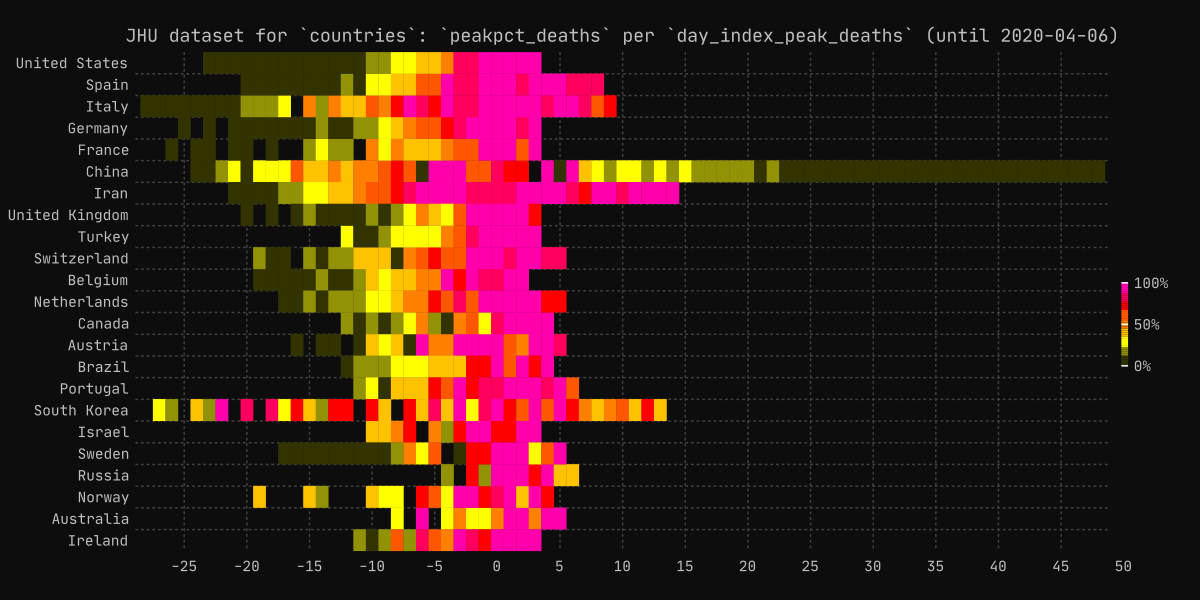 JHU dataset for `countries`: `peakpct_deaths` per `day_index_peak_deaths` (until 2020-04-06)
United States
Spain
Italy
Germany
France
China
Iran
United Kingdom
Turkey
Switzerland
Belgium
Netherlands
Canada
Austria
Brazil
Portugal
South Korea
Israel
Sweden
Russia
Norway
Australia
Ireland
100%
50%
0%
-25 -20 -15 -10 -5 0 5 10 15 20 25 30 35 40 45 50